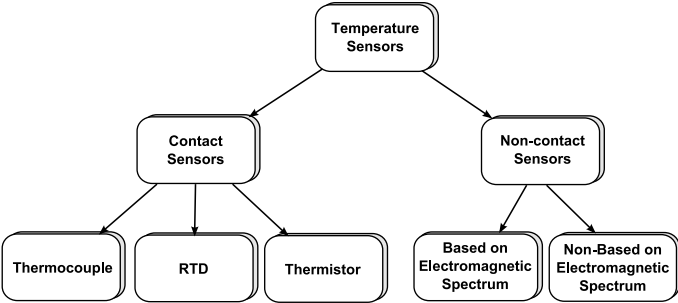 Temperature
Sensors
Contact
Sensors
Non-contact
Sensors
Thermocouple
RTD
Thermistor
Based on
Electromagnetic
Spectrum
Non-Based on
Electromagnetic
Spectrum